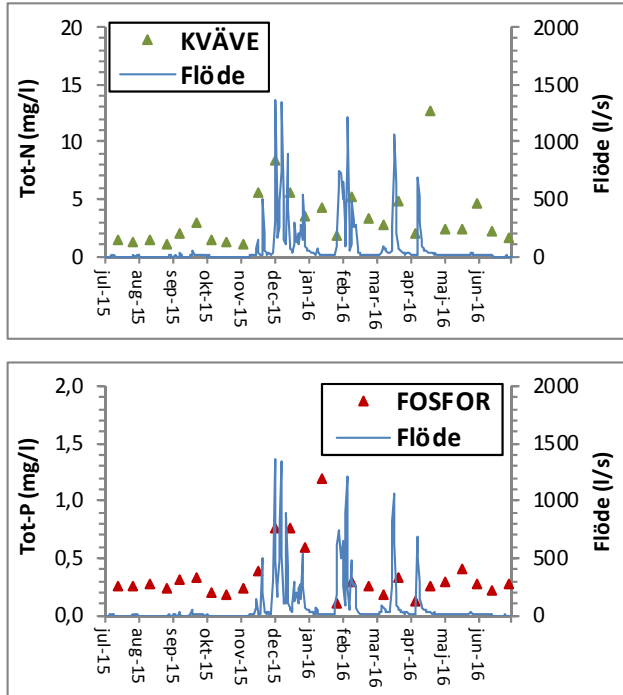 Tot-N (mg/l)
20
15
10
5
0
KVÄVE
Flöde
2000
1500
1000
500
0
Flöde (l/s)
jul-15
aug-15
sep-15
okt-15
nov-15
dec-15
jan-16
feb-16
mar-16
apr-16
maj-16
jun-16
Tot-P (mg/l)
2,0
1,5
1,0
0,5
0,0
FOSFOR
Flöde
2000
1500
1000
500
0
Flöde (l/s)
jul-15
aug-15
sep-15
okt-15
nov-15
dec-15
jan-16
feb-16
mar-16
apr-16
maj-16
jun-16